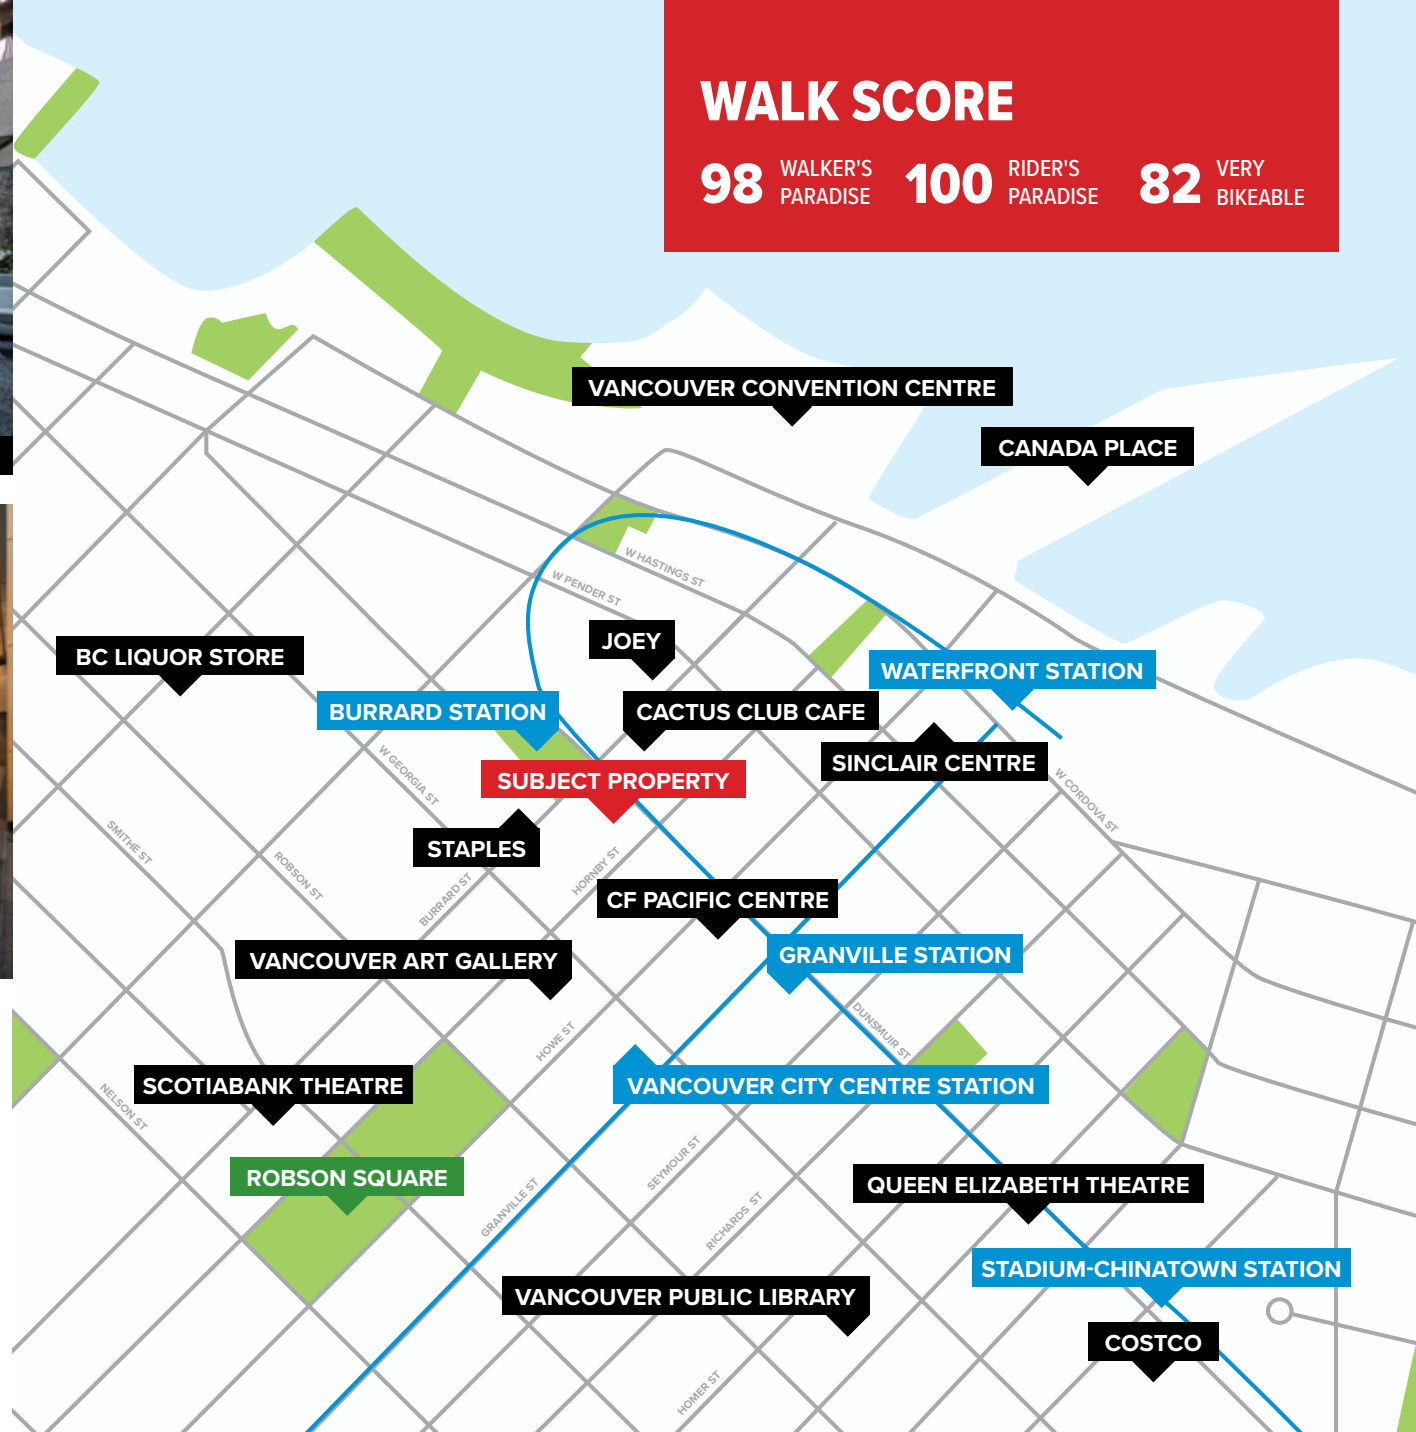 WALK SCORE
98 WALKER'S PARADISE
100 RIDER'S PARADISE
82 VERY BIKEABLE
VANCOUVER CONVENTION CENTRE
CANADA PLACE
W HASTINGS ST
W PENDER ST
JOEY
BC LIQUOR STORE
WATERFRONT STATION
BURRARD STATION
CACTUS CLUB CAFE
SINCLAIR CENTRE
W GEORGIA ST
SUBJECT PROPERTY
W CORDOVA ST
SMITHE ST
STAPLES
ROBSON ST
BURRARD ST
HORNBY ST
CF PACIFIC CENTRE
VANCOUVER ART GALLERY
GRANVILLE STATION
HOWE ST
DUNSMUIR ST
SCOTIABANK THEATRE
VANCOUVER CITY CENTRE STATION
NELSON ST
ROBSON SQUARE
SEYMOUR ST
QUEEN ELIZABETH THEATRE
GRANVILLE ST
RICHARDS ST
STADIUM-CHINATOWN STATION
VANCOUVER PUBLIC LIBRARY
COSTCO
HOMER ST